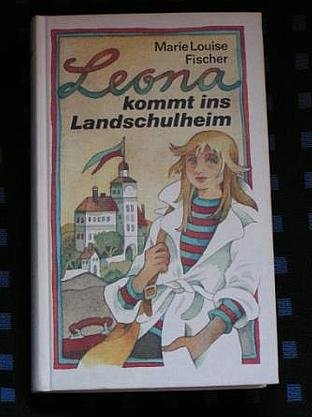 Marie Louise
Fischer
Leona
kommt ins
Landschulheim